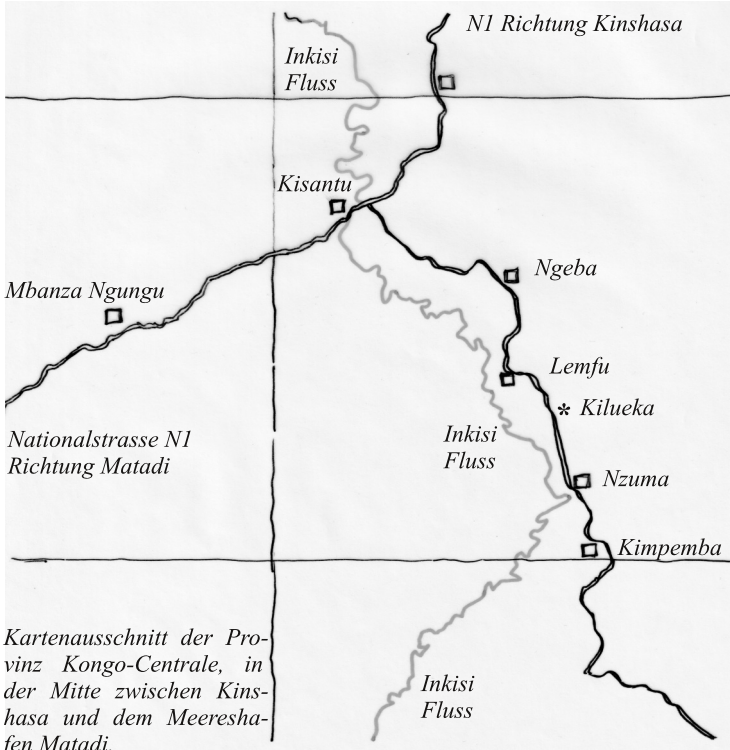 N1 Richtung Kinshasa
Inkisi
Fluss
Kisantu
Ngeba
Mbanza Ngungu
Lemfu
* Kilueka
Nationalstrasse N1
Richtung Matadi
Inkisi
Fluss
Nzuma
Kimpemba
Kartenausschnitt der Pro-
vinz Kongo-Centrale, in
der Mitte zwischen Kins-
hasa und dem Meeresha-
fen Matadi.
Inkisi
Fluss